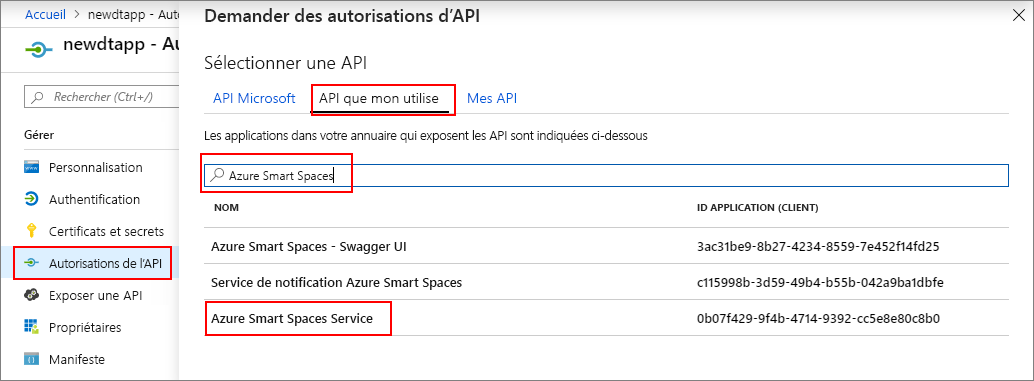 Accueil > newdtapp - Auto
newdtapp - A
Rechercher (Ctrl+/)
Gérer
Personnalisation
Authentification
Certificats et secrets
Autorisations de l'API
Exposer une API
Propriétaires
Manifeste
Demander des autorisations d'API
Sélectionner une API
API Microsoft API que mon utilise Mes API
Les applications dans votre annuaire qui exposent les API sont indiquées ci-dessous
Azure Smart Spaces
NOM ID APPLICATION (CLIENT)
Azure Smart Spaces - Swagger UI 3ac31be9-8b27-4234-8559-7e452f14fd25
Service de notification Azure Smart Spaces c115998b-3d59-49b4-b55b-042a9ba1dbfe
Azure Smart Spaces Service 0b07f429-9f4b-4714-9392-cc5e8e80c8b0